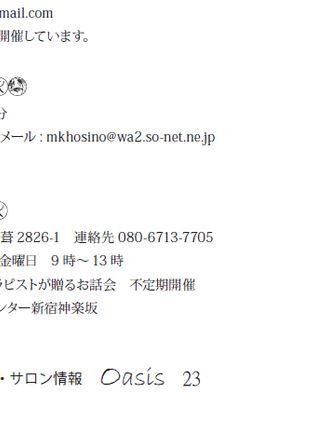 mail.com
開催しています。
分
メール : mkhosino@wa2.so-net.ne.jp
葺 2826-1　連絡先 080-6713-7705
金曜日　9 時～ 13 時
ラピストが贈るお話会　不定期開催
ンター新宿神楽坂
・サロン情報　Oasis　23